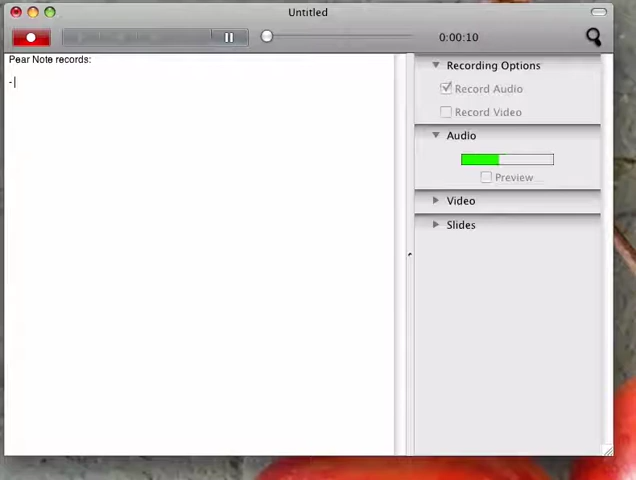 Untitled
0:00:10
Pear Note records:
-
Recording Options
Record Audio
Record Video
Audio
Preview...
Video
Slides